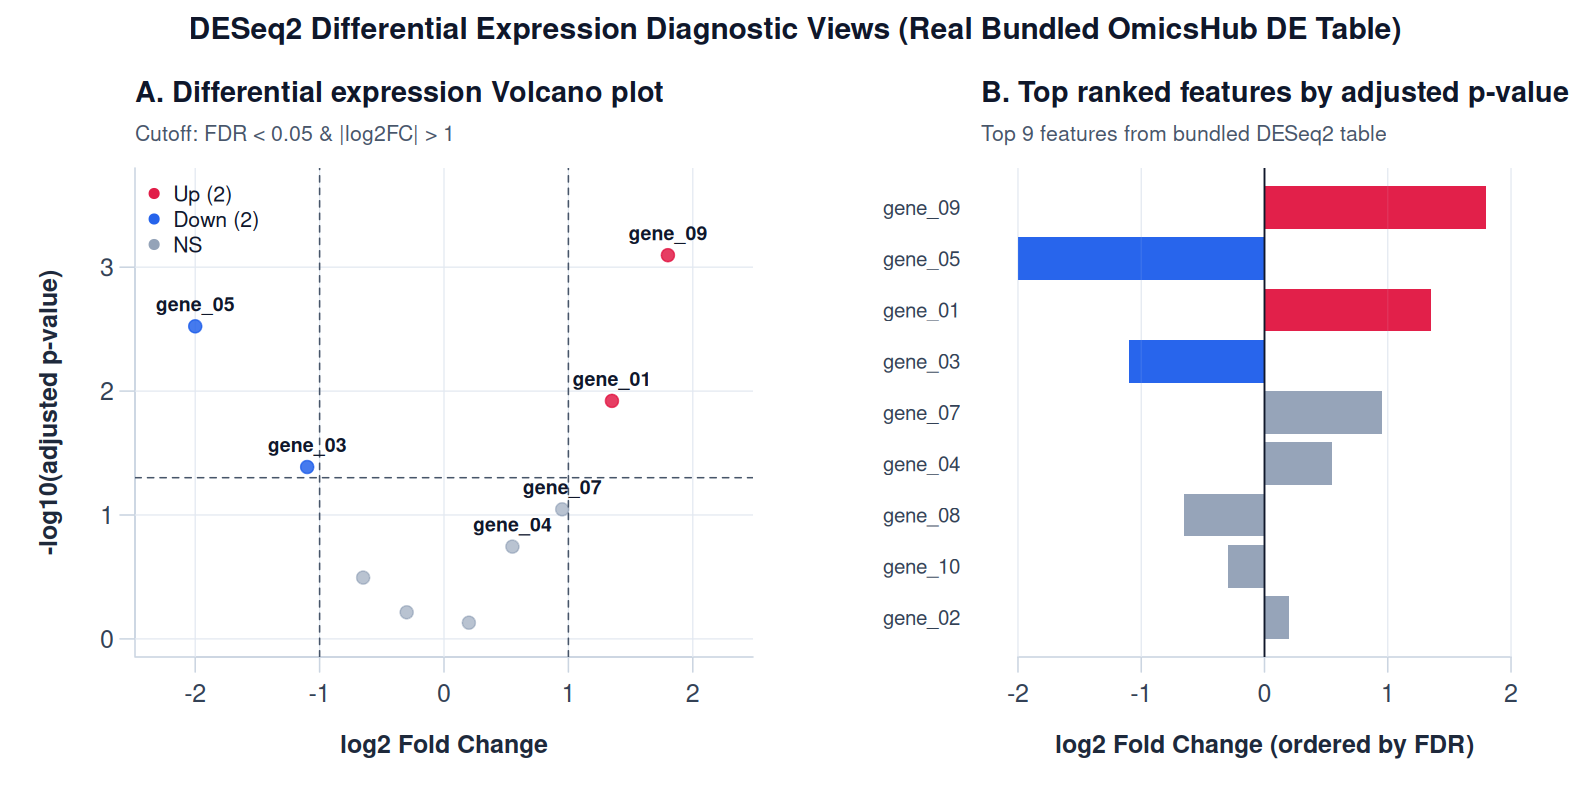 DESeq2 Differential Expression Diagnostic Views (Real Bundled OmicsHub DE Table)
A. Differential expression Volcano plot
Cutoff: FDR < 0.05 & |log2FC| > 1
Up (2)
Down (2)
NS
gene_09
gene_05
gene_01
gene_03
gene_07
gene_04
3
2
1
0
-log10(adjusted p-value)
-2
-1
0
1
2
log2 Fold Change
B. Top ranked features by adjusted p-value
Top 9 features from bundled DESeq2 table
gene_09
gene_05
gene_01
gene_03
gene_07
gene_04
gene_08
gene_10
gene_02
-2
-1
0
1
2
log2 Fold Change (ordered by FDR)